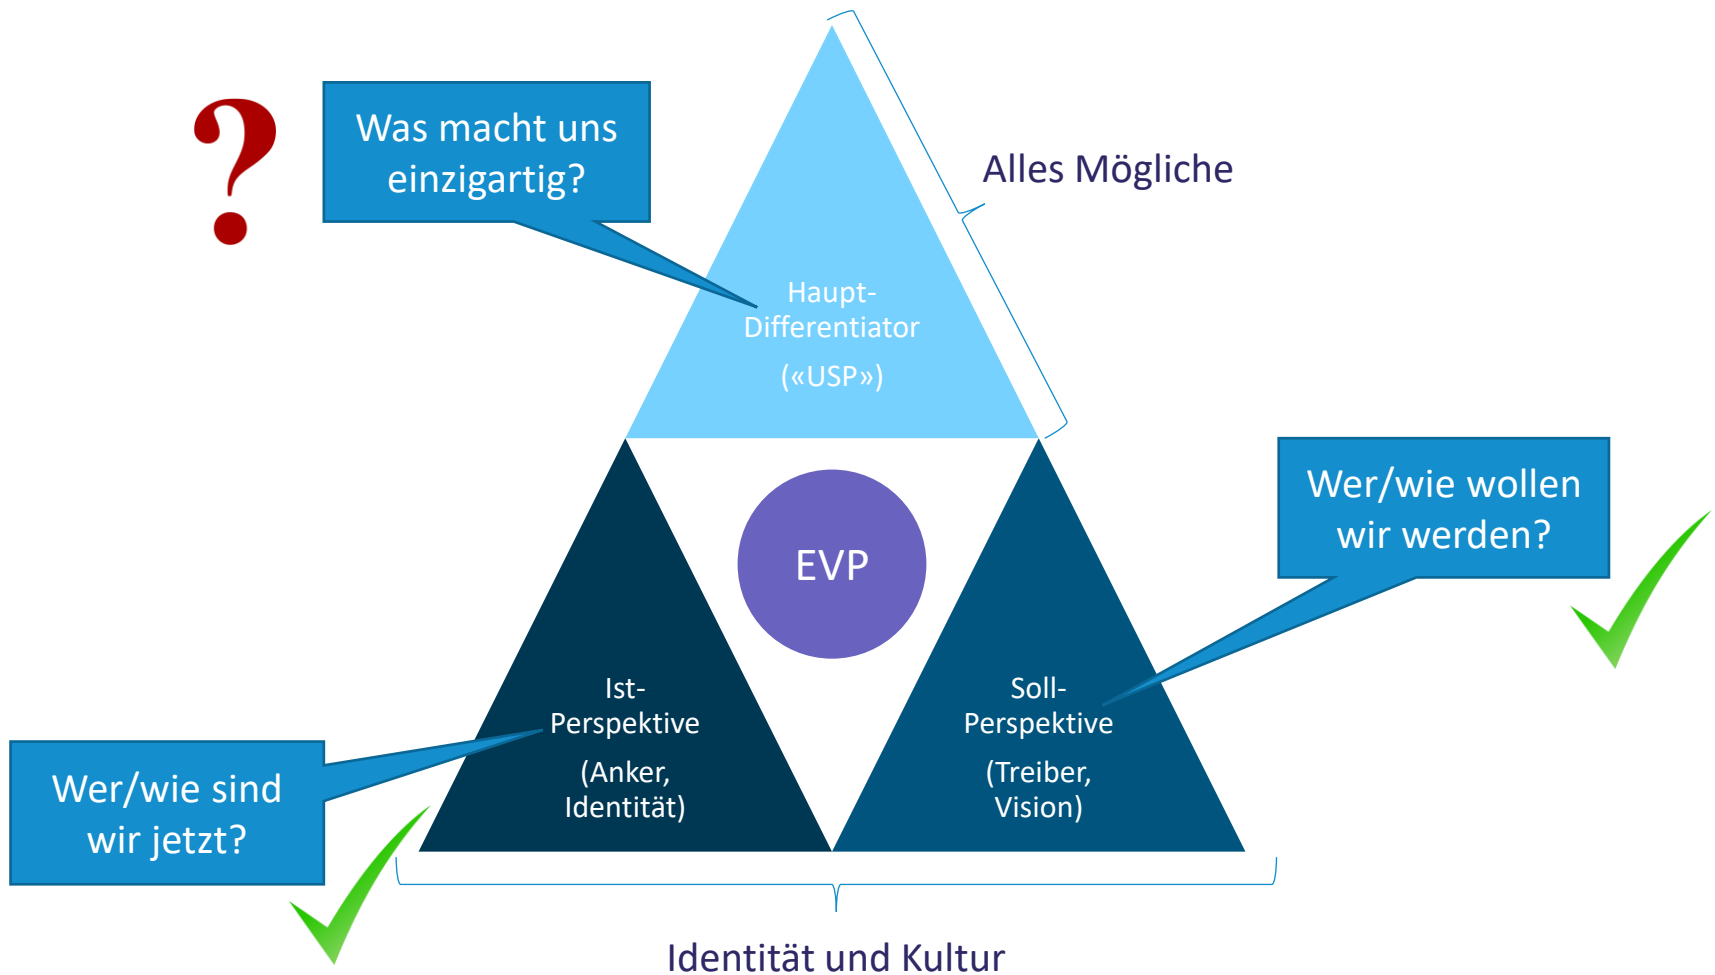 ?
Was macht uns
einzigartig?
Alles Mögliche
Haupt-
Differentiator
(«USP»)
Wer/wie wollen
wir werden?
EVP
Ist-
Perspektive
(Anker,
Identität)
Soll-
Perspektive
(Treiber,
Vision)
Wer/wie sind
wir jetzt?
Identität und Kultur